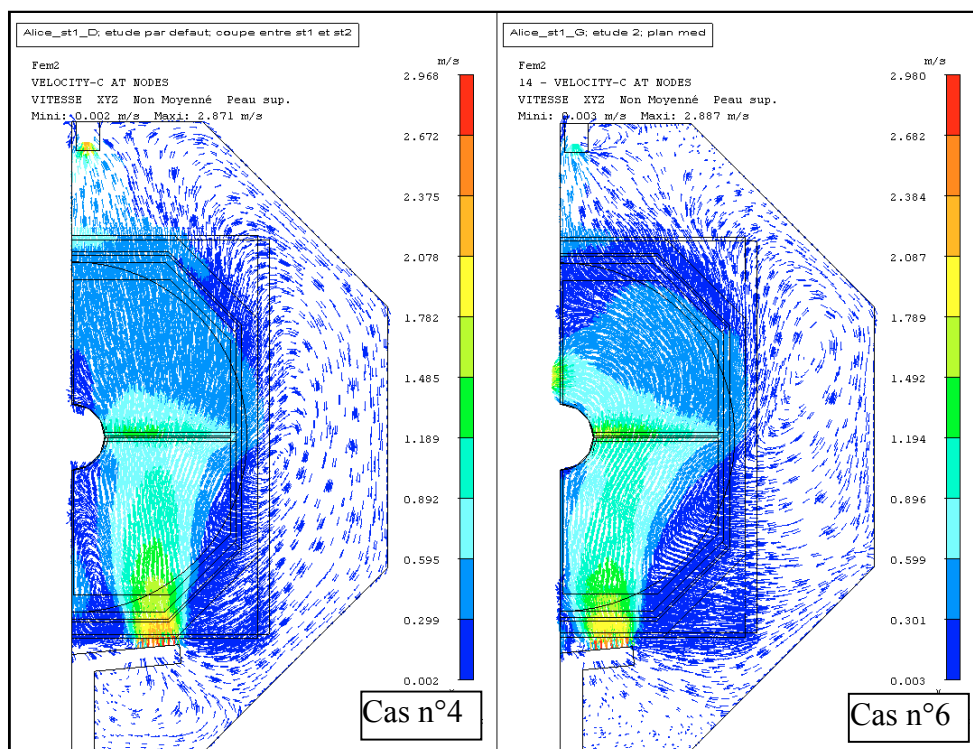 Alice_st1_D; etude par defaut; coupe entre st1 et st2
Fem2
VELOCITY-C AT NODES
VITESSE XYZ Non Moyenné Peau sup.
Mini: 0.002 m/s Maxi: 2.871 m/s
m/s
2.968
2.672
2.375
2.078
1.782
1.485
1.189
0.892
0.595
0.299
0.002
Cas n°4
Alice_st1_G; etude 2; plan med
Fem2
14 - VELOCITY-C AT NODES
VITESSE XYZ Non Moyenné Peau sup.
Mini: 0.003 m/s Maxi: 2.887 m/s
m/s
2.980
2.682
2.384
2.087
1.789
1.492
1.194
0.896
0.599
0.301
0.003
Cas n°6